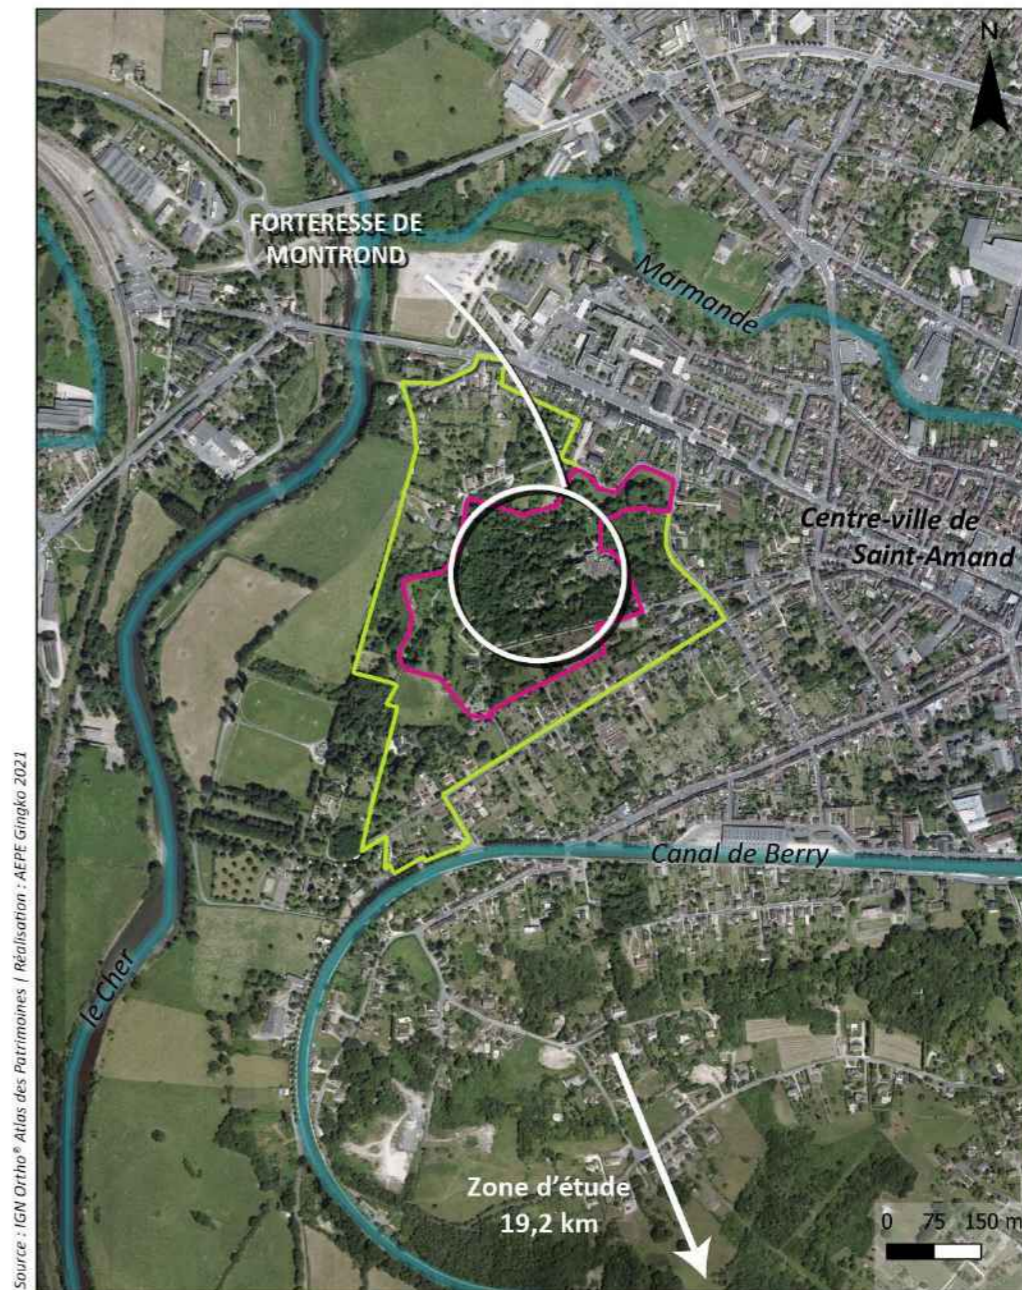 N
FORTERESSE DE
MONTROND
Marmande
Centre-ville de
Saint-Amand
Canal de Berry
le Cher
Zone d'étude
19,2 km
0 75 150 m
Source : IGN Ortho® Atlas des Patrimoines | Réalisation : AEPE Gingko 2021